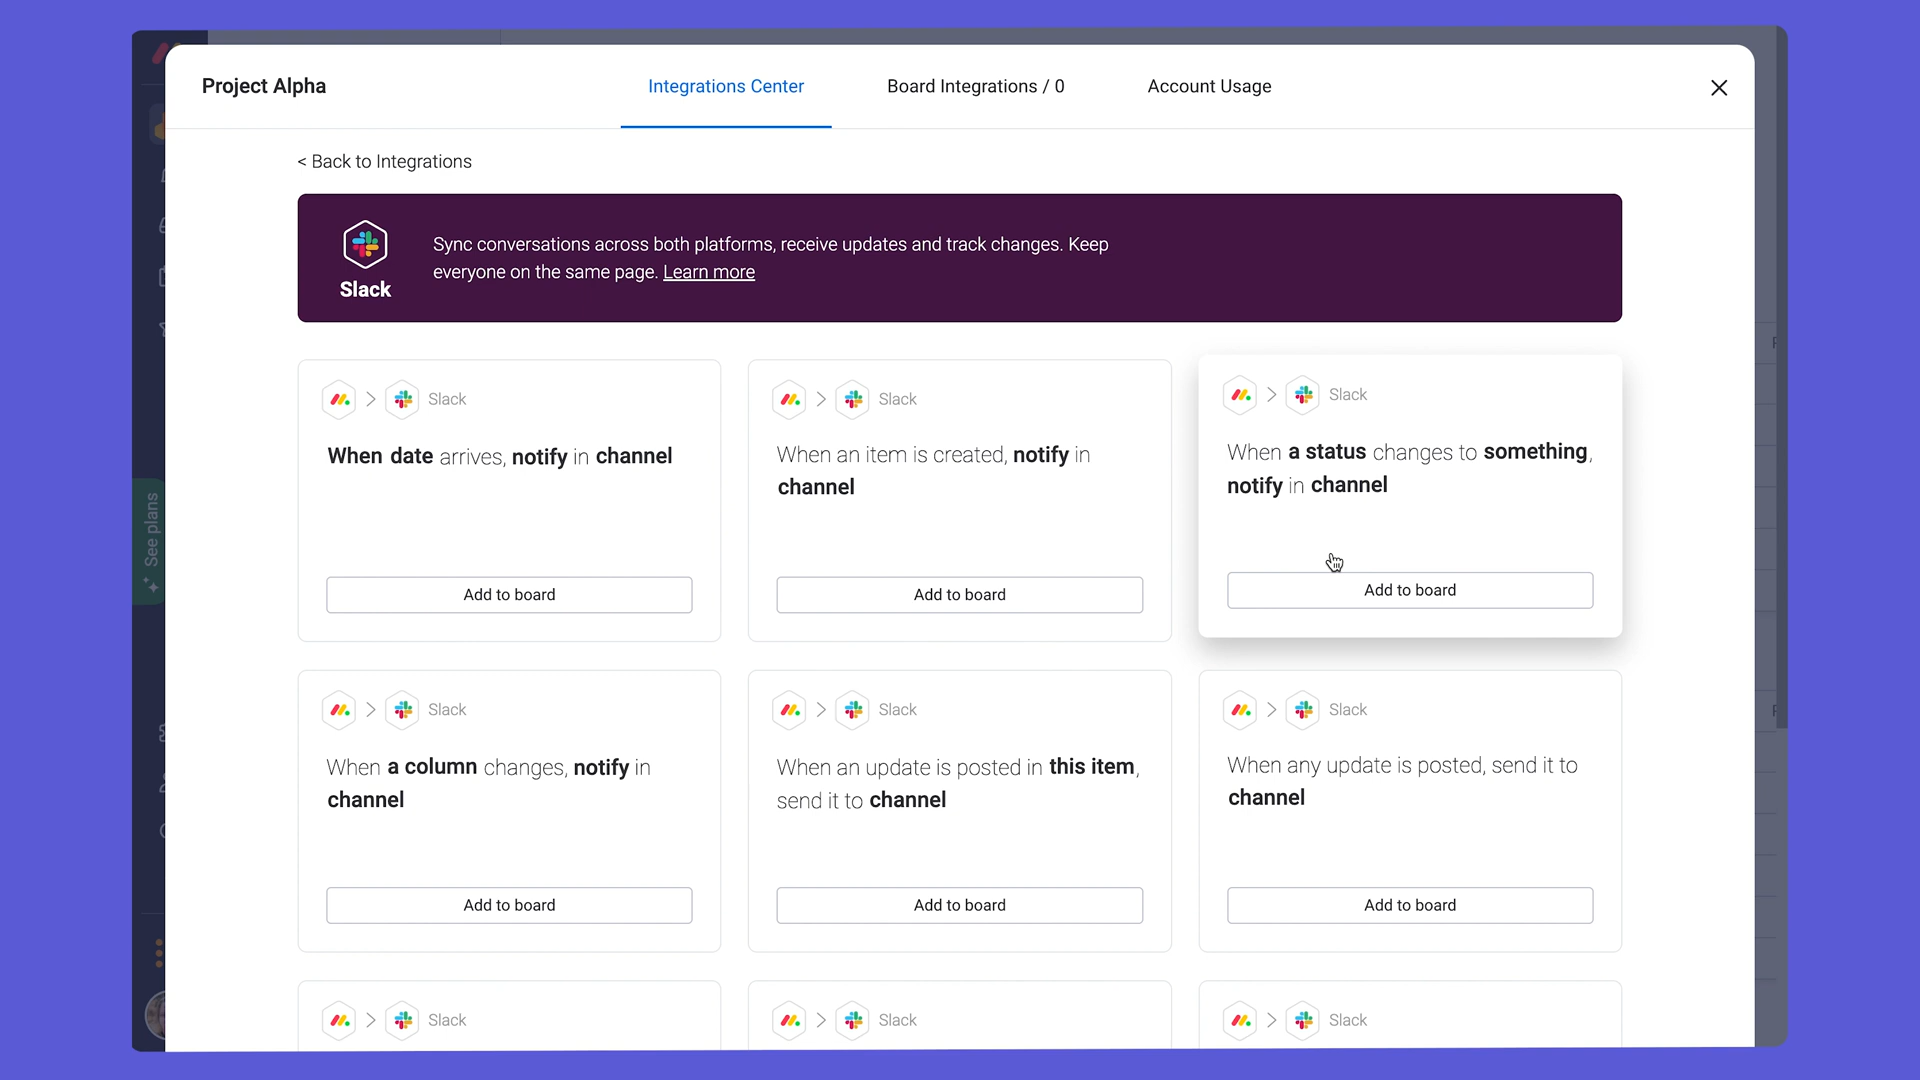 Project Alpha
Integrations Center
Board Integrations / 0
Account Usage
< Back to Integrations
Slack
Sync conversations across both platforms, receive updates and track changes. Keep
everyone on the same page. Learn more
Slack
When date arrives, notify in channel
Add to board
Slack
When an item is created, notify in
channel
Add to board
Slack
When a status changes to something,
notify in channel
Add to board
See plans
Slack
When a column changes, notify in
channel
Add to board
Slack
When an update is posted in this item,
send it to channel
Add to board
Slack
When any update is posted, send it to
channel
Add to board
Slack
Slack
Slack